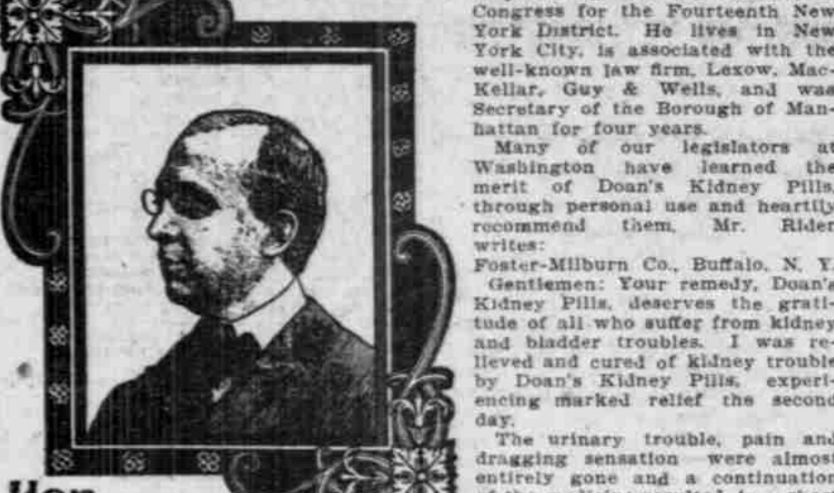 Congress for the Fourteenth New
York District. He lives in New
York City, is associated with the
well-known law firm, Lexow, Mac-
Kellar, Guy & Wells, and was
Secretary of the Borough of Man-
hattan for four years.
Many of our legislators at
Washington have learned the
merit of Doan's Kidney Pills
through personal use and heartily
recommend them. Mr. Rider
writes:
Foster-Milburn Co., Buffalo, N. Y.
Gentlemen: Your remedy, Doan's
Kidney Pills, deserves the grati-
tude of all who suffer from kidney
and bladder troubles. I was re-
lieved and cured of kidney trouble
by Doan's Kidney Pills, experi-
encing marked relief the second
day.
The urinary trouble, pain and
dragging sensation were almost
entirely gone and a continuation
Hon